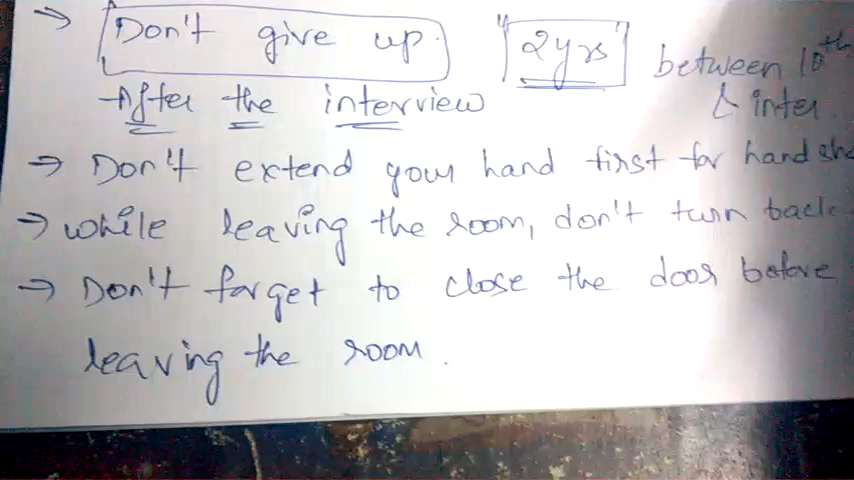 → Don't give up. "2yrs" between 10th
& inter.
After the interview
→ Don't extend your hand first for hand sha
→ while leaving the room, don't turn back.
→ Don't forget to close the door before
leaving the room.